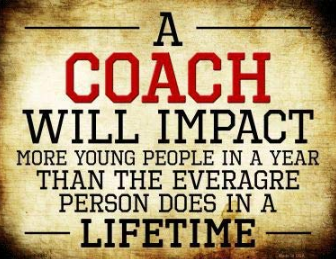 A
COACH
WILL IMPACT
MORE YOUNG PEOPLE IN A YEAR
THAN THE EVERAGRE
PERSON DOES IN A
LIFETIME